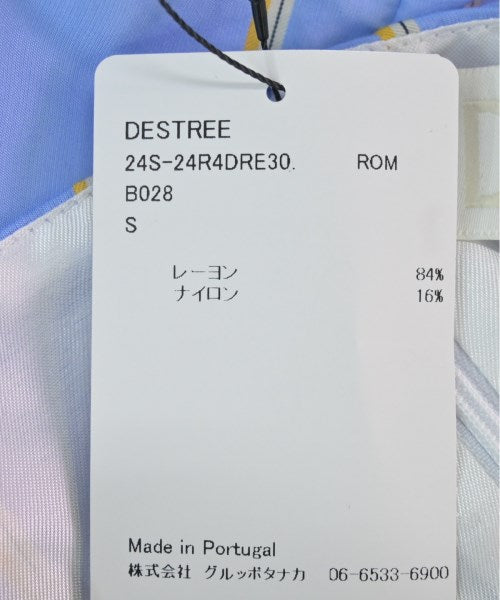 DESTREE
24S-24R4DRE30. ROM
B028
S
レーヨン 84%
ナイロン 16%
Made in Portugal
株式会社 グルッポタナカ 06-6533-6900